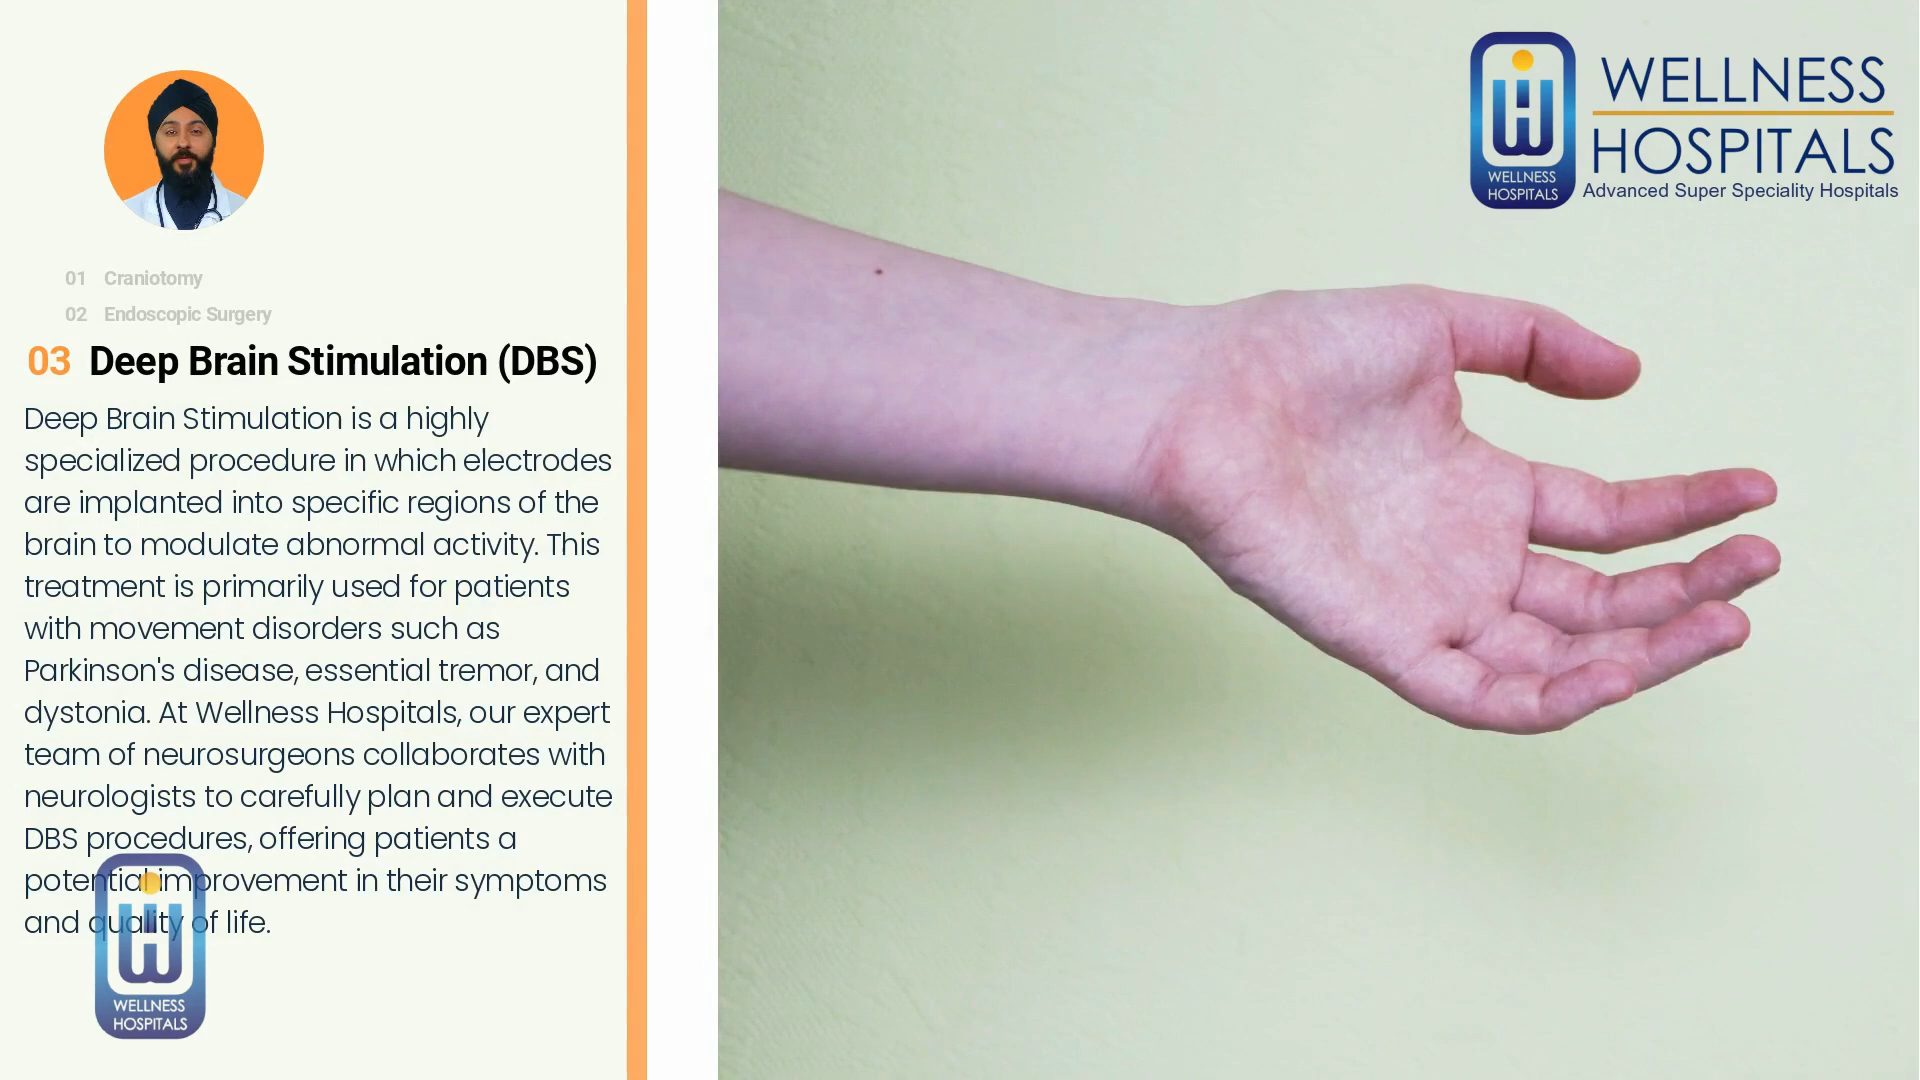 01 Craniotomy
02 Endoscopic Surgery
03 Deep Brain Stimulation (DBS)
Deep Brain Stimulation is a highly
specialized procedure in which electrodes
are implanted into specific regions of the
brain to modulate abnormal activity. This
treatment is primarily used for patients
with movement disorders such as
Parkinson's disease, essential tremor, and
dystonia. At Wellness Hospitals, our expert
team of neurosurgeons collaborates with
neurologists to carefully plan and execute
DBS procedures, offering patients a
potential improvement in their symptoms
and quality of life.
WELLNESS
HOSPITALS
WELLNESS
HOSPITALS
Advanced Super Speciality Hospitals
WELLNESS
HOSPITALS